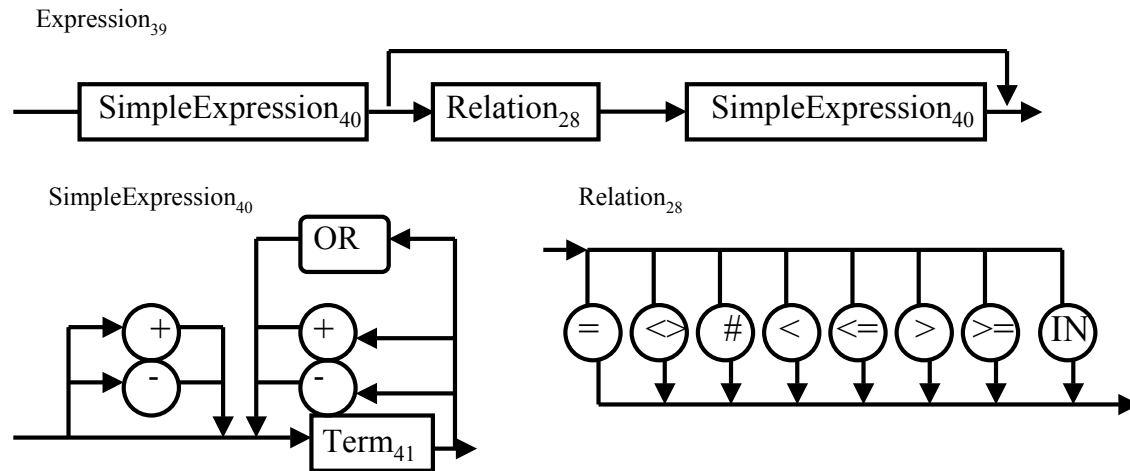 Expression39
SimpleExpression40 Relation28 SimpleExpression40
SimpleExpression40 Relation28
OR
+ + = <> # < <= > >= IN
- -
Term41